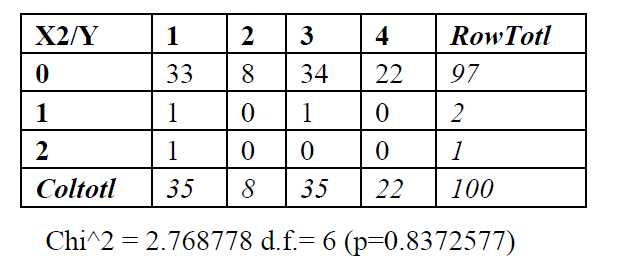 X2/Y 1 2 3 4 RowTotl
0 33 8 34 22 97
1 1 0 1 0 2
2 1 0 0 0 1
Coltotl 35 8 35 22 100
Chi^2 = 2.768778 d.f.= 6 (p=0.8372577)